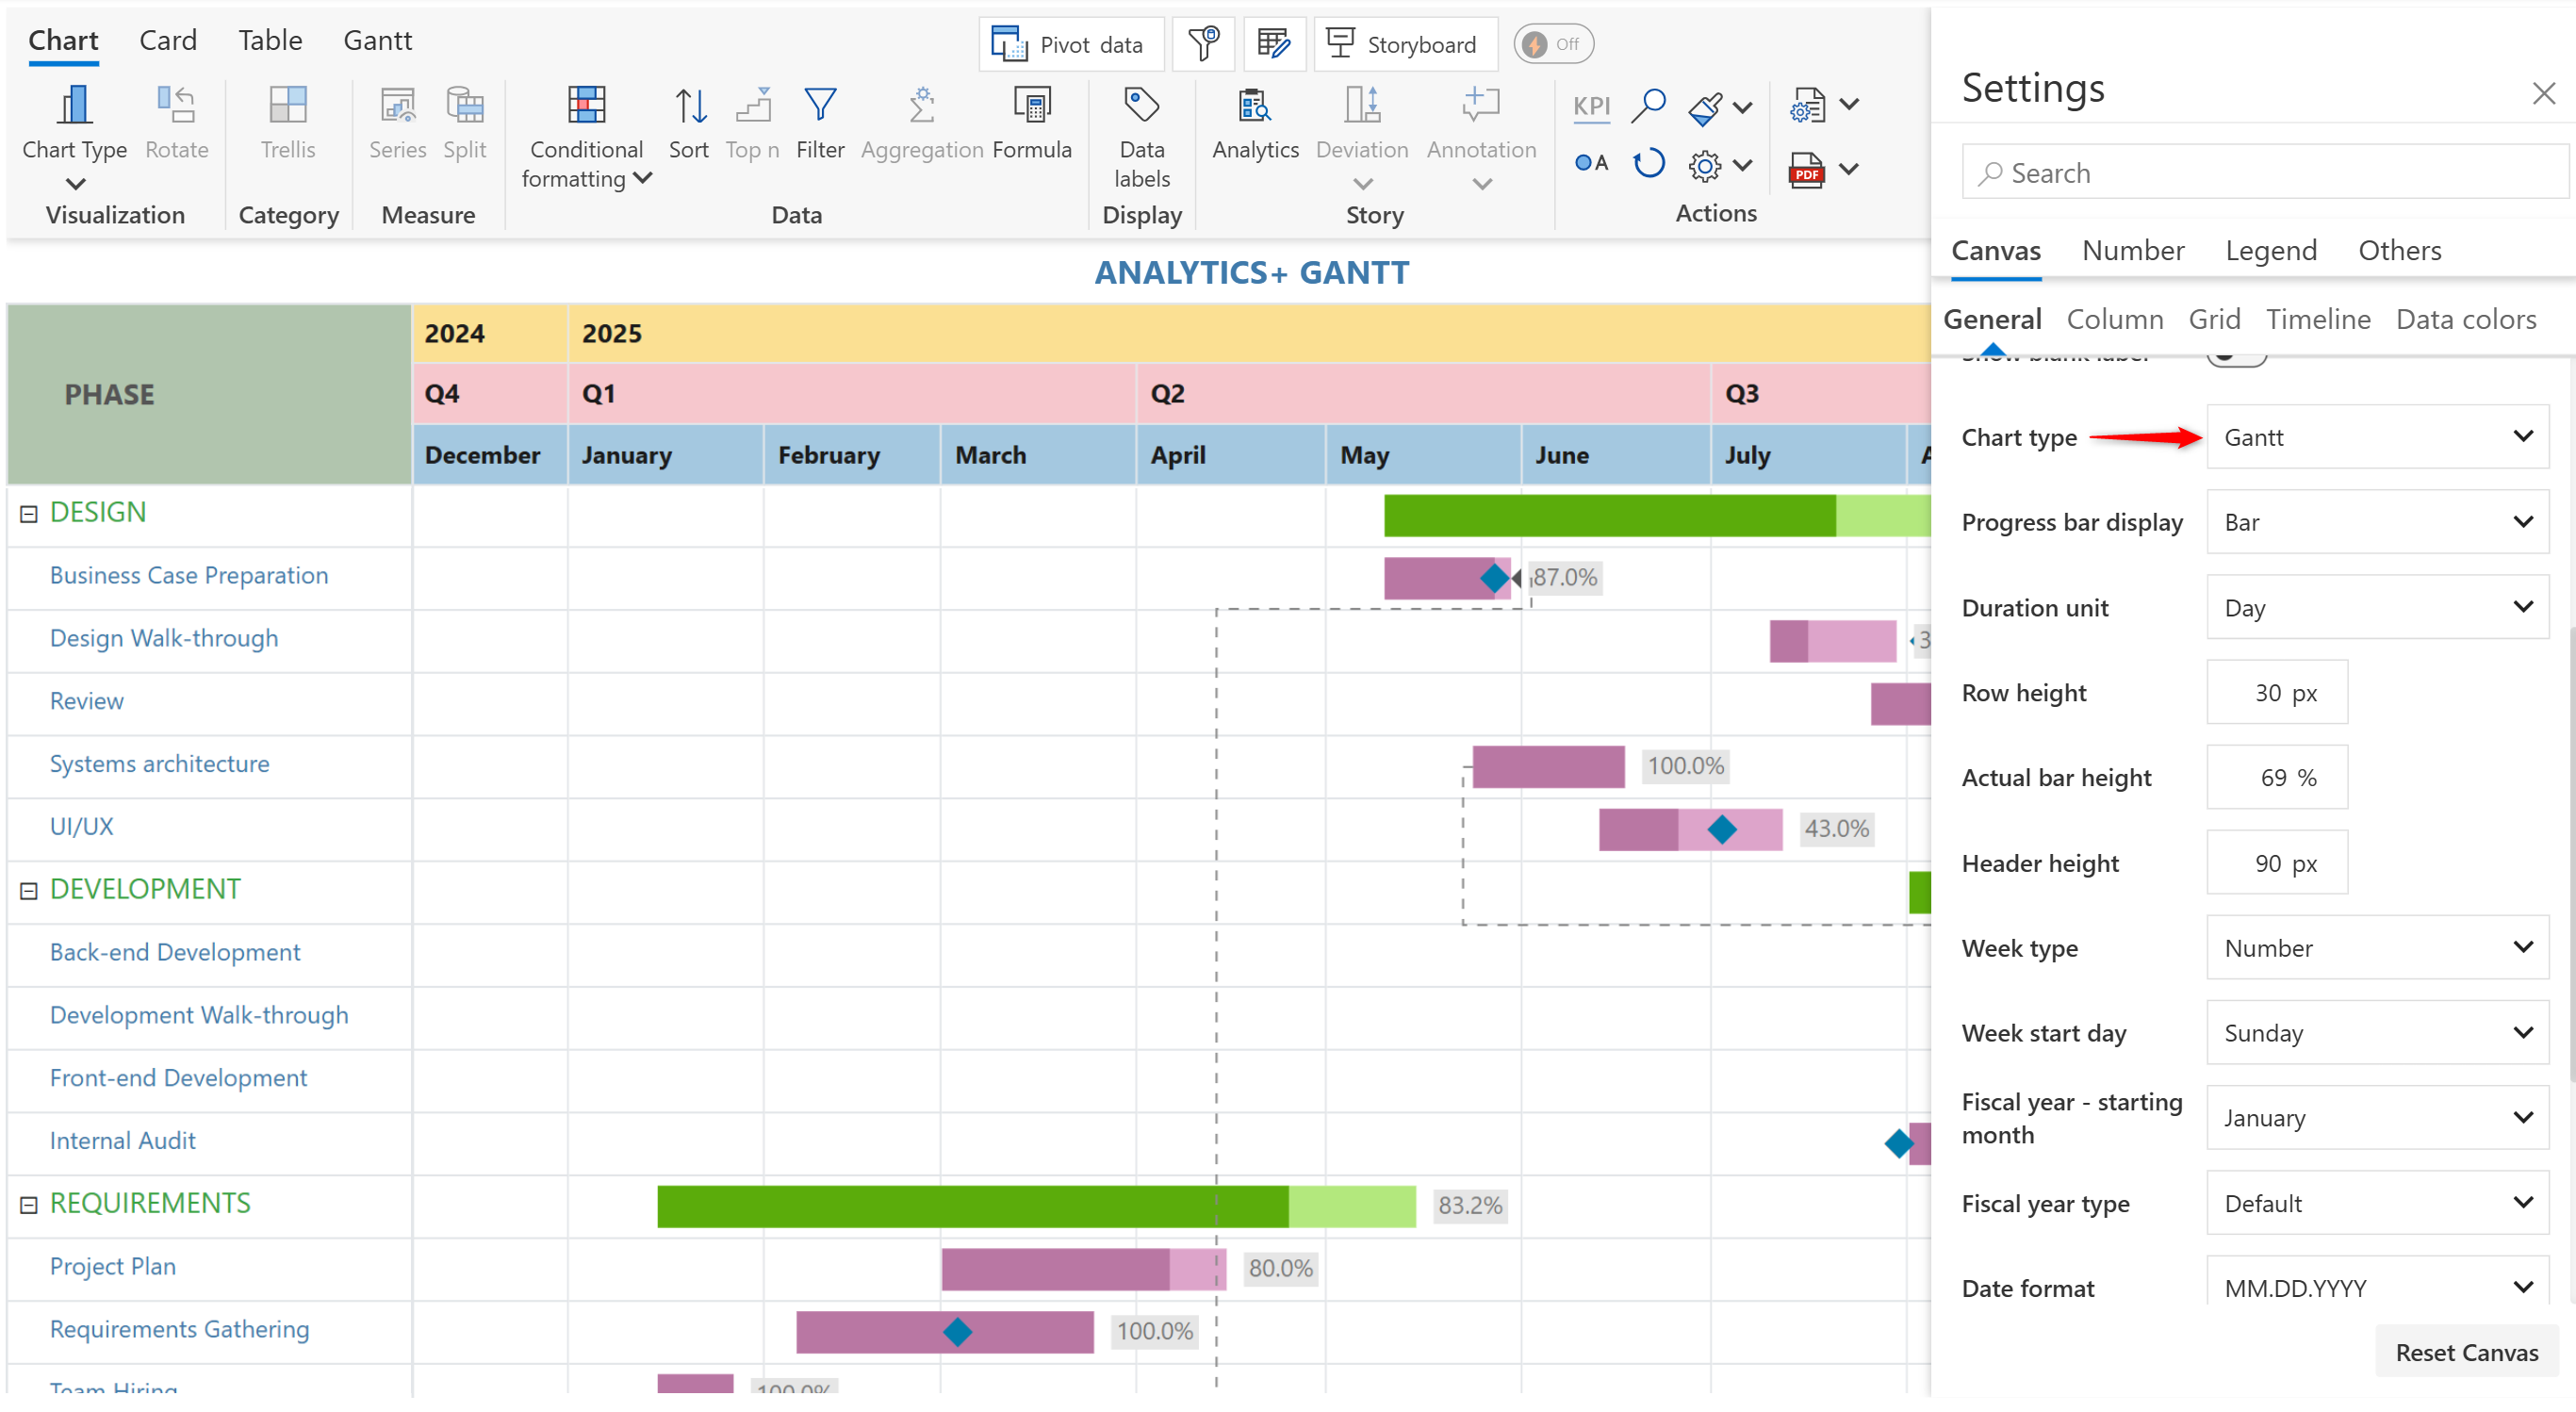 Chart Card Table Gantt
Pivot data Storyboard Off
Chart Type Rotate Trellis Series Split Conditional formatting Sort Top n Filter Aggregation Formula Data labels Analytics Deviation Annotation KPI A PDF
Visualization Category Measure Data Display Story Actions
ANALYTICS+ GANTT
PHASE
2024 2025
Q4 Q1 Q2 Q3
December January February March April May June July A
DESIGN
Business Case Preparation 87.0%
Design Walk-through 3
Review
Systems architecture 100.0%
UI/UX 43.0%
DEVELOPMENT
Back-end Development
Development Walk-through
Front-end Development
Internal Audit
REQUIREMENTS 83.2%
Project Plan 80.0%
Requirements Gathering 100.0%
Team Hiring 100.0%
Settings
Search
Canvas Number Legend Others
General Column Grid Timeline Data colors
Show blank label
Chart type Gantt
Progress bar display Bar
Duration unit Day
Row height 30 px
Actual bar height 69 %
Header height 90 px
Week type Number
Week start day Sunday
Fiscal year - starting
month January
Fiscal year type Default
Date format MM.DD.YYYY
Reset Canvas